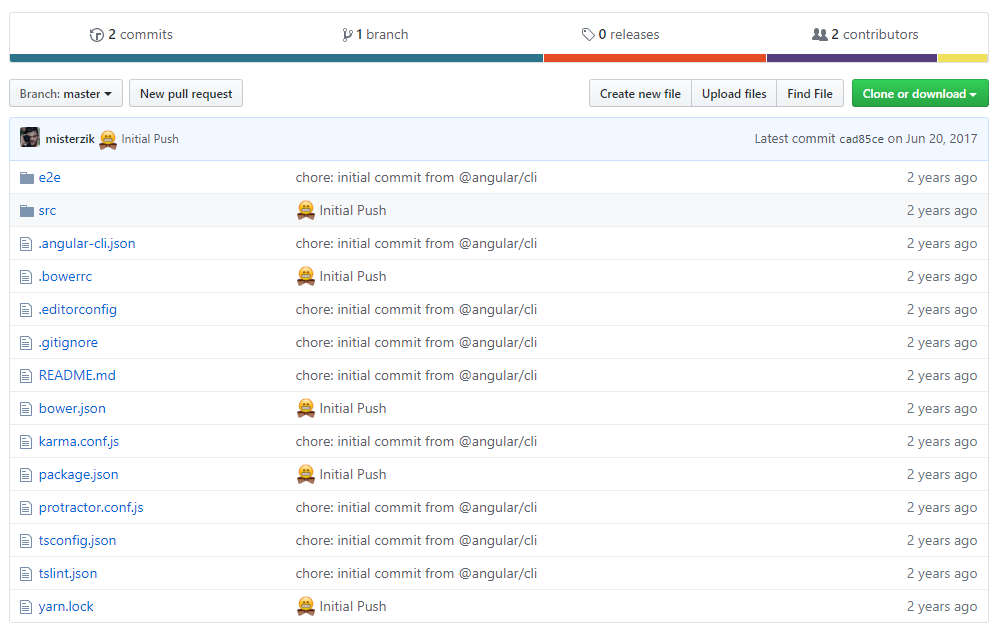 2 commits 1 branch 0 releases 2 contributors
Branch: master New pull request Create new file Upload files Find File Clone or download
misterzik Initial Push Latest commit cad85ce on Jun 20, 2017
e2e chore: initial commit from @angular/cli 2 years ago
src Initial Push 2 years ago
.angular-cli.json chore: initial commit from @angular/cli 2 years ago
.bowerrc Initial Push 2 years ago
.editorconfig chore: initial commit from @angular/cli 2 years ago
.gitignore chore: initial commit from @angular/cli 2 years ago
README.md chore: initial commit from @angular/cli 2 years ago
bower.json Initial Push 2 years ago
karma.conf.js chore: initial commit from @angular/cli 2 years ago
package.json Initial Push 2 years ago
protractor.conf.js chore: initial commit from @angular/cli 2 years ago
tsconfig.json chore: initial commit from @angular/cli 2 years ago
tslint.json chore: initial commit from @angular/cli 2 years ago
yarn.lock Initial Push 2 years ago